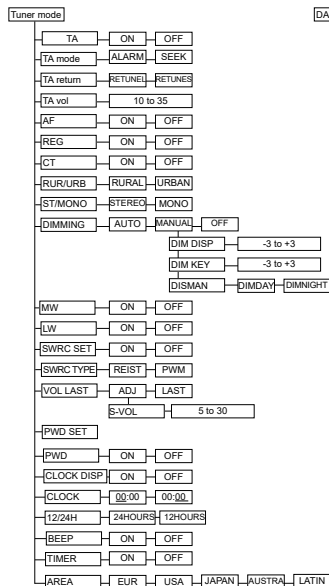 Tuner mode DA
TA ON OFF
TA mode ALARM SEEK
TA return RETUNEL RETUNES
TA vol 10 to 35
AF ON OFF
REG ON OFF
CT ON OFF
RUR/URB RURAL URBAN
ST/MONO STEREO MONO
DIMMING AUTO MANUAL OFF
DIM DISP -3 to +3
DIM KEY -3 to +3
DISMAN DIMDAY DIMNIGHT
MW ON OFF
LW ON OFF
SWRC SET ON OFF
SWRC TYPE REIST PWM
VOL LAST ADJ LAST
S-VOL 5 to 30
PWD SET
PWD ON OFF
CLOCK DISP ON OFF
CLOCK 00:00 00:00
12/24H 24HOURS 12HOURS
BEEP ON OFF
TIMER ON OFF
AREA EUR USA JAPAN AUSTRA LATIN